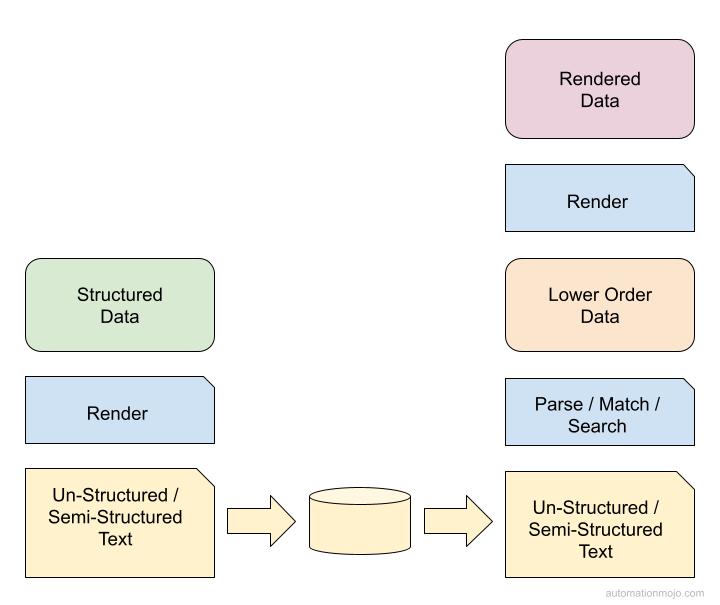 Rendered
Data
Render
Structured
Data
Lower Order
Data
Render
Parse / Match /
Search
Un-Structured /
Semi-Structured
Text
Un-Structured /
Semi-Structured
Text
automationmojo.com